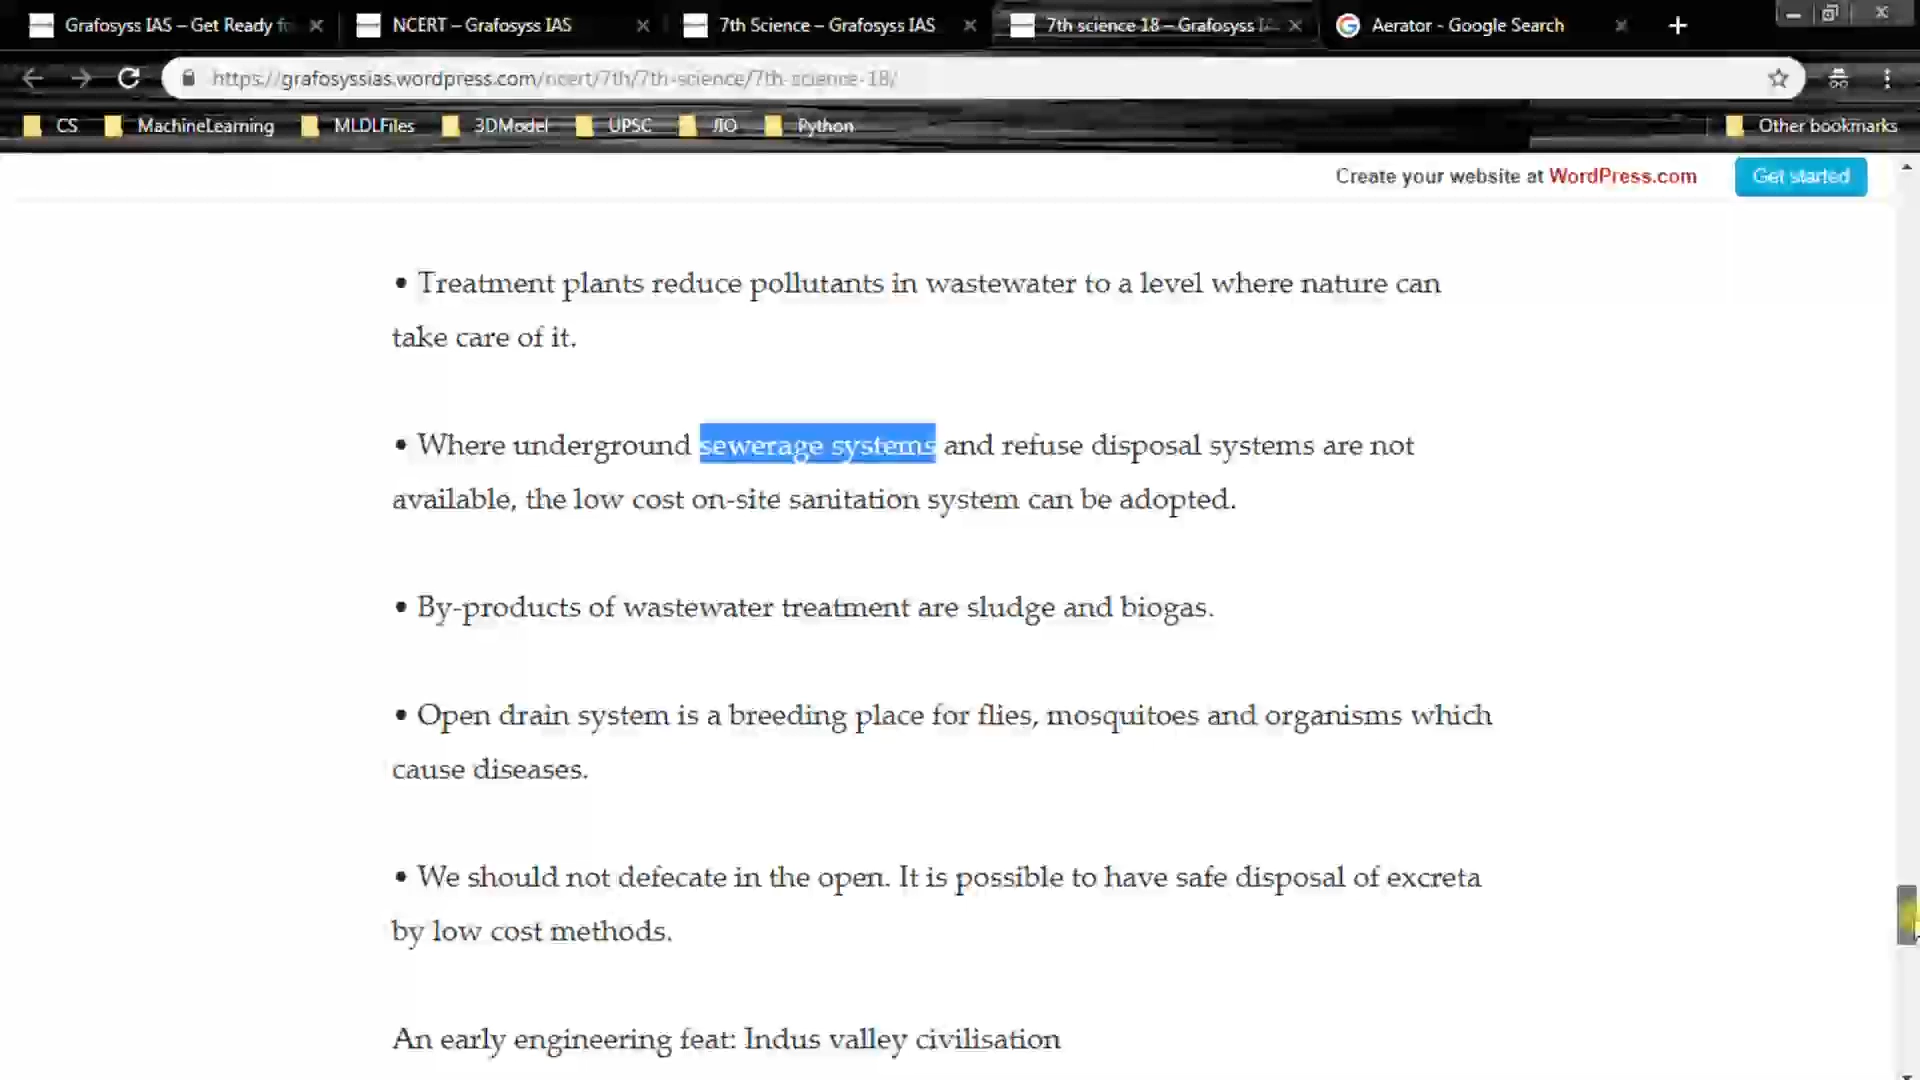 Grafosyss IAS – Get Ready fo
NCERT – Grafosyss IAS
7th Science – Grafosyss IAS
7th science 18 – Grafosyss I
Aerator - Google Search
https://grafosyssias.wordpress.com/ncert/7th/7th-science/7th-science-18/
CS
MachineLearning
MLDLFiles
3DModel
UPSC
Python
Other bookmarks
Create your website at WordPress.com
Get started
• Treatment plants reduce pollutants in wastewater to a level where nature can
take care of it.
• Where underground sewerage systems and refuse disposal systems are not
available, the low cost on-site sanitation system can be adopted.
• By-products of wastewater treatment are sludge and biogas.
• Open drain system is a breeding place for flies, mosquitoes and organisms which
cause diseases.
• We should not defecate in the open. It is possible to have safe disposal of excreta
by low cost methods.
An early engineering feat: Indus valley civilisation